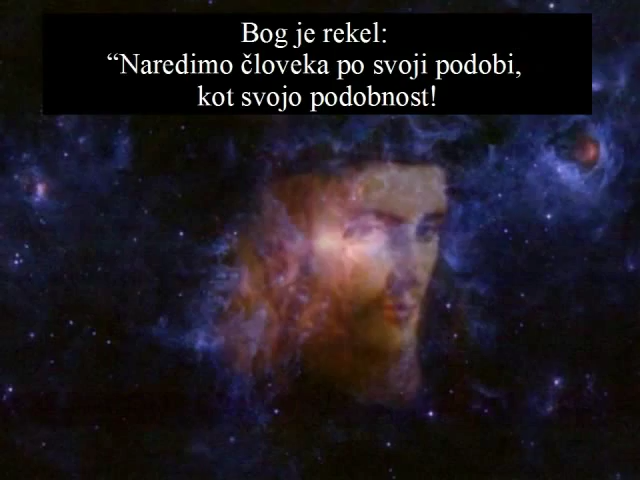 Bog je rekel:
“Naredimo človeka po svoji podobi,
kot svojo podobnost!